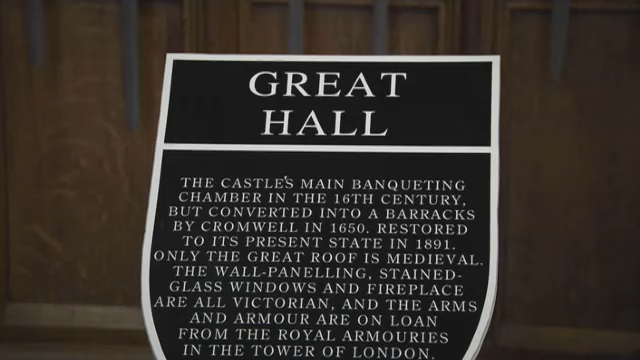 GREAT
HALL
THE CASTLE'S MAIN BANQUETING
CHAMBER IN THE 16TH CENTURY,
BUT CONVERTED INTO A BARRACKS
BY CROMWELL IN 1650. RESTORED
TO ITS PRESENT STATE IN 1891.
ONLY THE GREAT ROOF IS MEDIEVAL.
THE WALL-PANELLING, STAINED-
GLASS WINDOWS AND FIREPLACE
ARE ALL VICTORIAN, AND THE ARMS
AND ARMOUR ARE ON LOAN
FROM THE ROYAL ARMOURIES
IN THE TOWER OF LONDON.